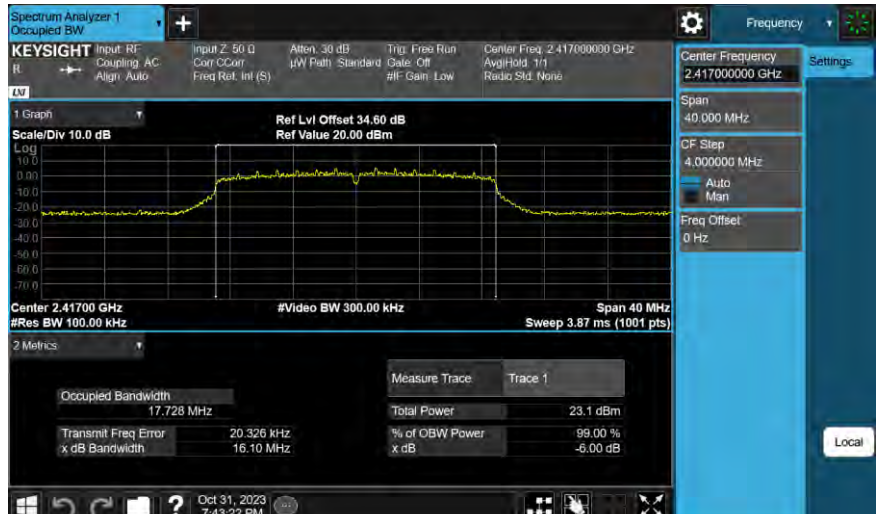 Spectrum Analyzer 1
Occupied BW
+
Frequency
KEYSIGHT Input: RF
R
Coupling: AC
Align: Auto
LXI
Input Z: 50 Ω
Corr CCorr
Freq Ref: Int (S)
Atten: 30 dB
µW Path: Standard
Trig: Free Run
Gate: Off
#IF Gain: Low
Center Freq: 2.417000000 GHz
Avg|Hold: 1/1
Radio Std: None
Center Frequency
2.417000000 GHz
Settings
Span
40.000 MHz
CF Step
4.000000 MHz
Auto
Man
Freq Offset
0 Hz
Local
1 Graph
Scale/Div 10.0 dB
Ref Lvl Offset 34.60 dB
Ref Value 20.00 dBm
Log
10.0
0.00
-10.0
-20.0
-30.0
-40.0
-50.0
-60.0
-70.0
Center 2.41700 GHz
#Res BW 100.00 kHz
#Video BW 300.00 kHz
Span 40 MHz
Sweep 3.87 ms (1001 pts)
2 Metrics
Measure Trace Trace 1
Occupied Bandwidth
17.728 MHz
Total Power 23.1 dBm
Transmit Freq Error 20.326 kHz
% of OBW Power 99.00 %
x dB Bandwidth 16.10 MHz
x dB -6.00 dB
?
Oct 31, 2023
7:43:22 PM